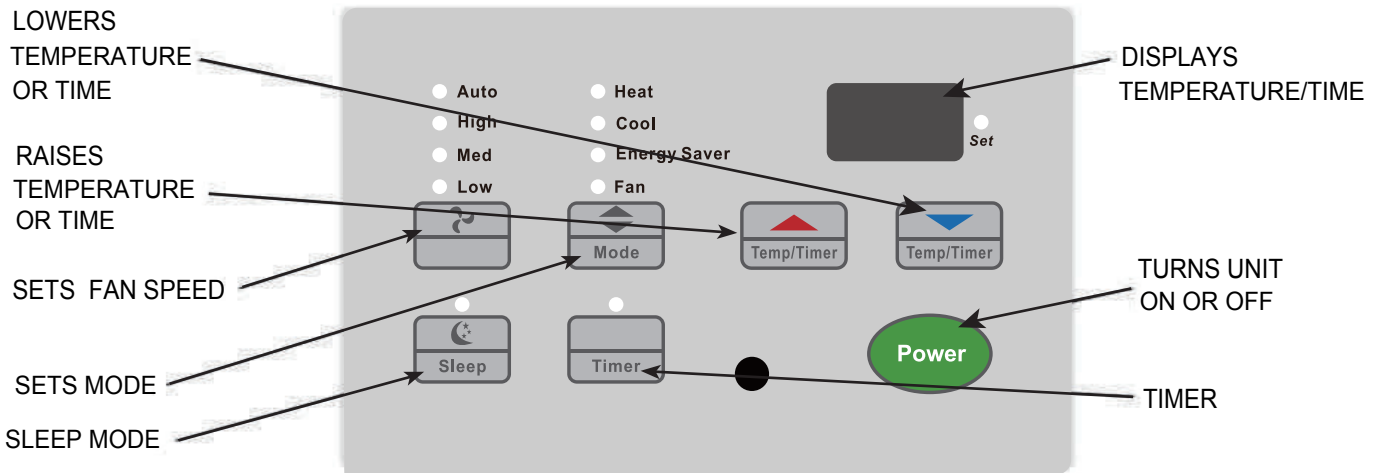 LOWERS
TEMPERATURE
OR TIME
RAISES
TEMPERATURE
OR TIME
SETS FAN SPEED
SETS MODE
SLEEP MODE
Auto
High
Med
Low
Heat
Cool
Energy Saver
Fan
Set
Mode
Temp/Timer
Temp/Timer
Sleep
Timer
Power
DISPLAYS
TEMPERATURE/TIME
TURNS UNIT
ON OR OFF
TIMER